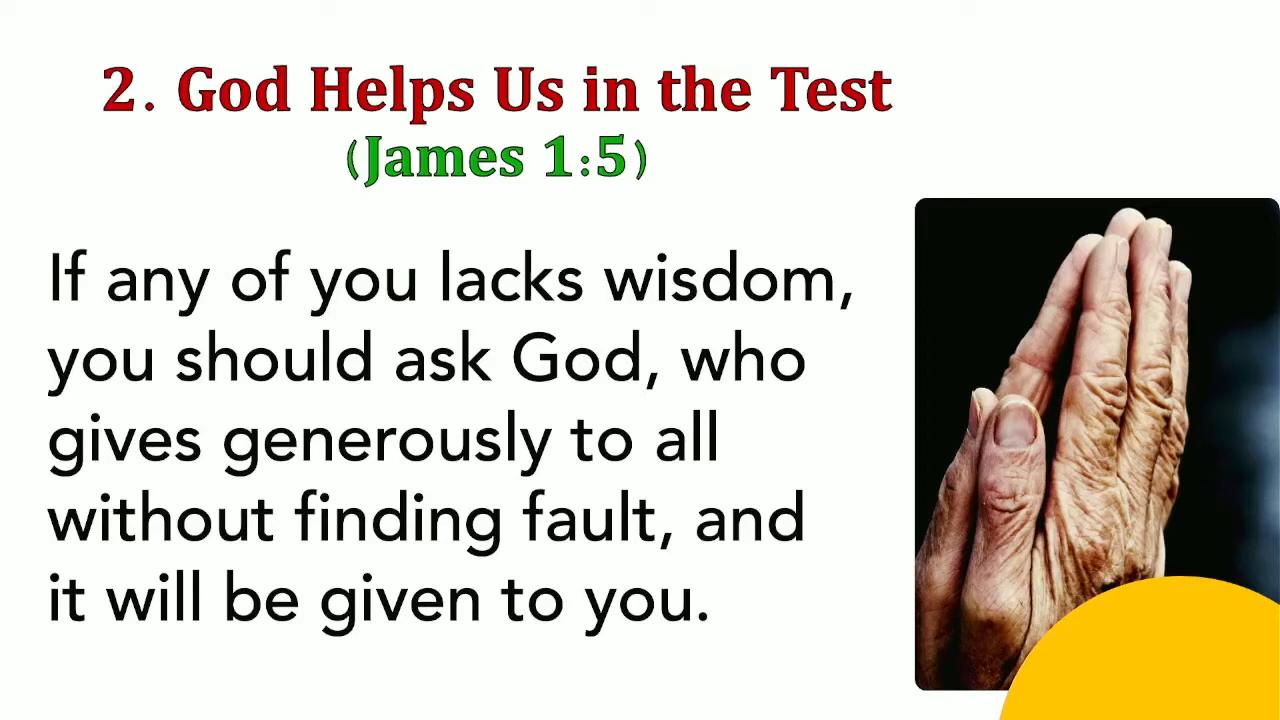 2. God Helps Us in the Test
(James 1:5)
If any of you lacks wisdom,
you should ask God, who
gives generously to all
without finding fault, and
it will be given to you.